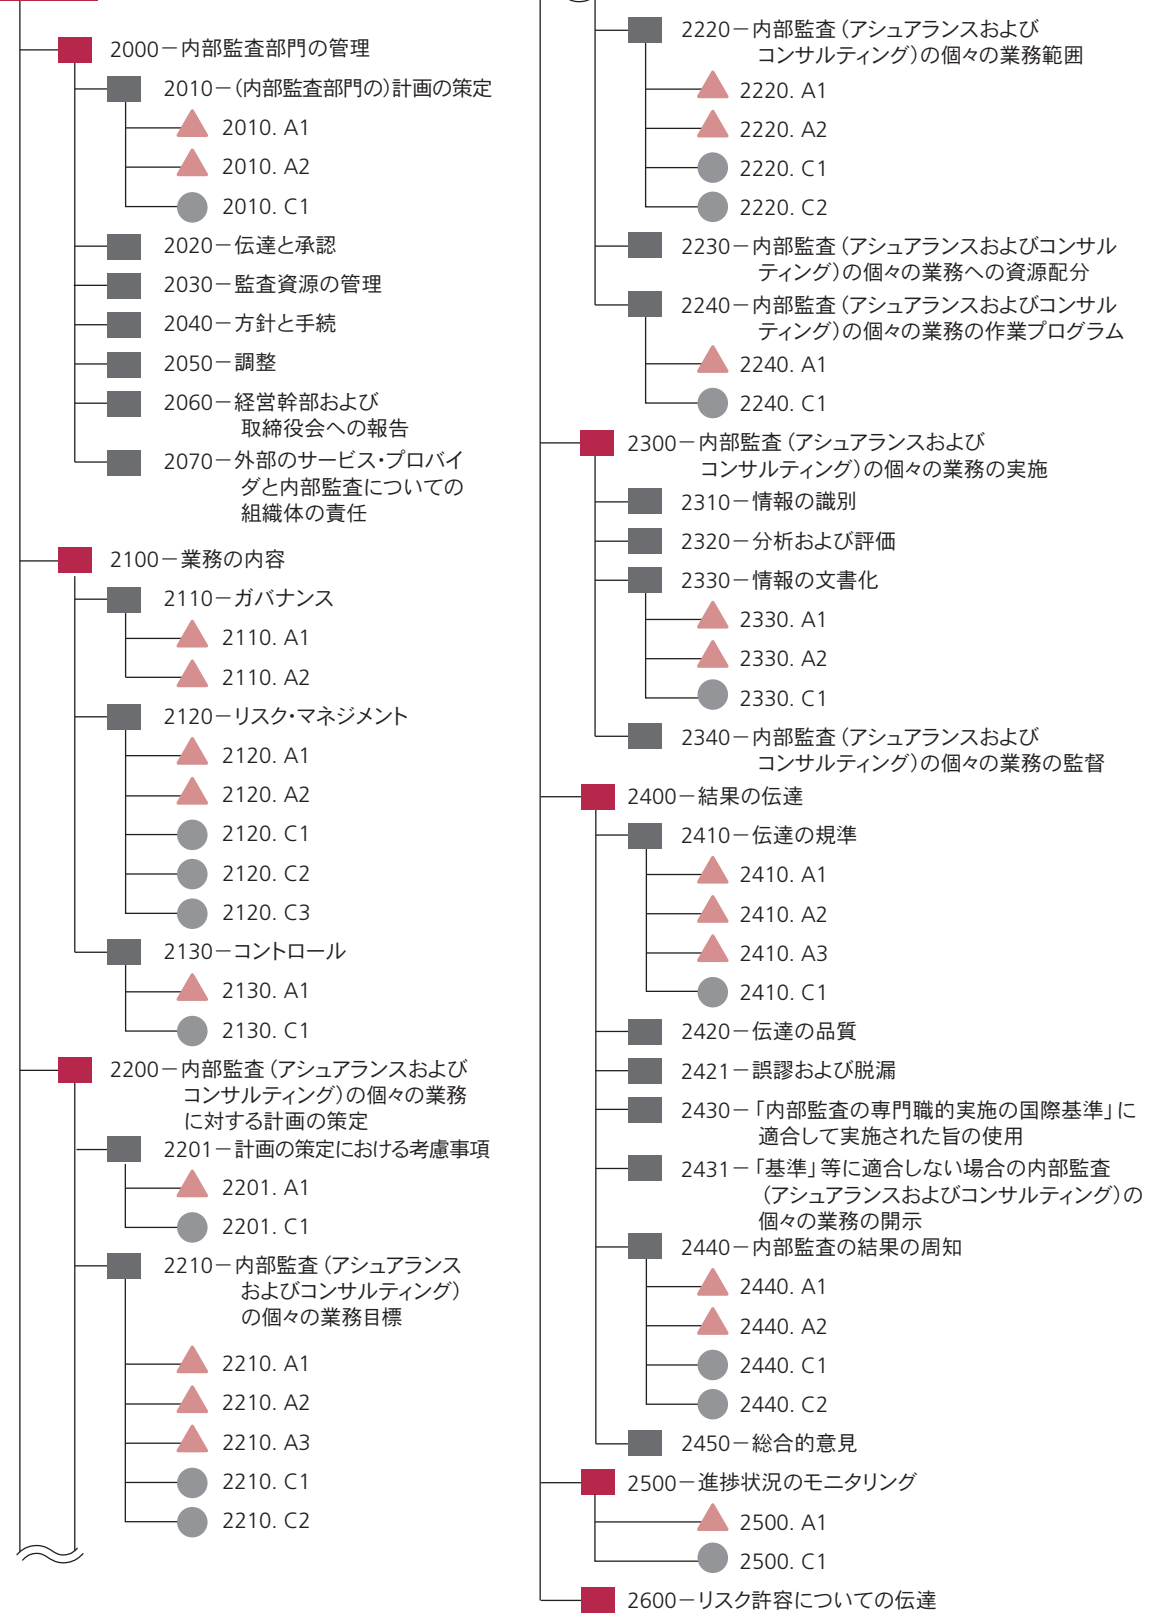 2000－内部監査部門の管理
2010－(内部監査部門の)計画の策定
2010. A1
2010. A2
2010. C1
2020－伝達と承認
2030－監査資源の管理
2040－方針と手続
2050－調整
2060－経営幹部および
取締役会への報告
2070－外部のサービス・プロバイ
ダと内部監査についての
組織体の責任
2100－業務の内容
2110－ガバナンス
2110. A1
2110. A2
2120－リスク・マネジメント
2120. A1
2120. A2
2120. C1
2120. C2
2120. C3
2130－コントロール
2130. A1
2130. C1
2200－内部監査（アシュアランスおよび
コンサルティング）の個々の業務
に対する計画の策定
2201－計画の策定における考慮事項
2201. A1
2201. C1
2210－内部監査（アシュアランス
およびコンサルティング）
の個々の業務目標
2210. A1
2210. A2
2210. A3
2210. C1
2210. C2
2220－内部監査（アシュアランスおよび
コンサルティング）の個々の業務範囲
2220. A1
2220. A2
2220. C1
2220. C2
2230－内部監査（アシュアランスおよびコンサル
ティング）の個々の業務への資源配分
2240－内部監査（アシュアランスおよびコンサル
ティング）の個々の業務の作業プログラム
2240. A1
2240. C1
2300－内部監査（アシュアランスおよび
コンサルティング）の個々の業務の実施
2310－情報の識別
2320－分析および評価
2330－情報の文書化
2330. A1
2330. A2
2330. C1
2340－内部監査（アシュアランスおよび
コンサルティング）の個々の業務の監督
2400－結果の伝達
2410－伝達の規準
2410. A1
2410. A2
2410. A3
2410. C1
2420－伝達の品質
2421－誤謬および脱漏
2430－「内部監査の専門職的実施の国際基準」に
適合して実施された旨の使用
2431－「基準」等に適合しない場合の内部監査
（アシュアランスおよびコンサルティング）の
個々の業務の開示
2440－内部監査の結果の周知
2440. A1
2440. A2
2440. C1
2440. C2
2450－総合的意見
2500－進捗状況のモニタリング
2500. A1
2500. C1
2600－リスク許容についての伝達